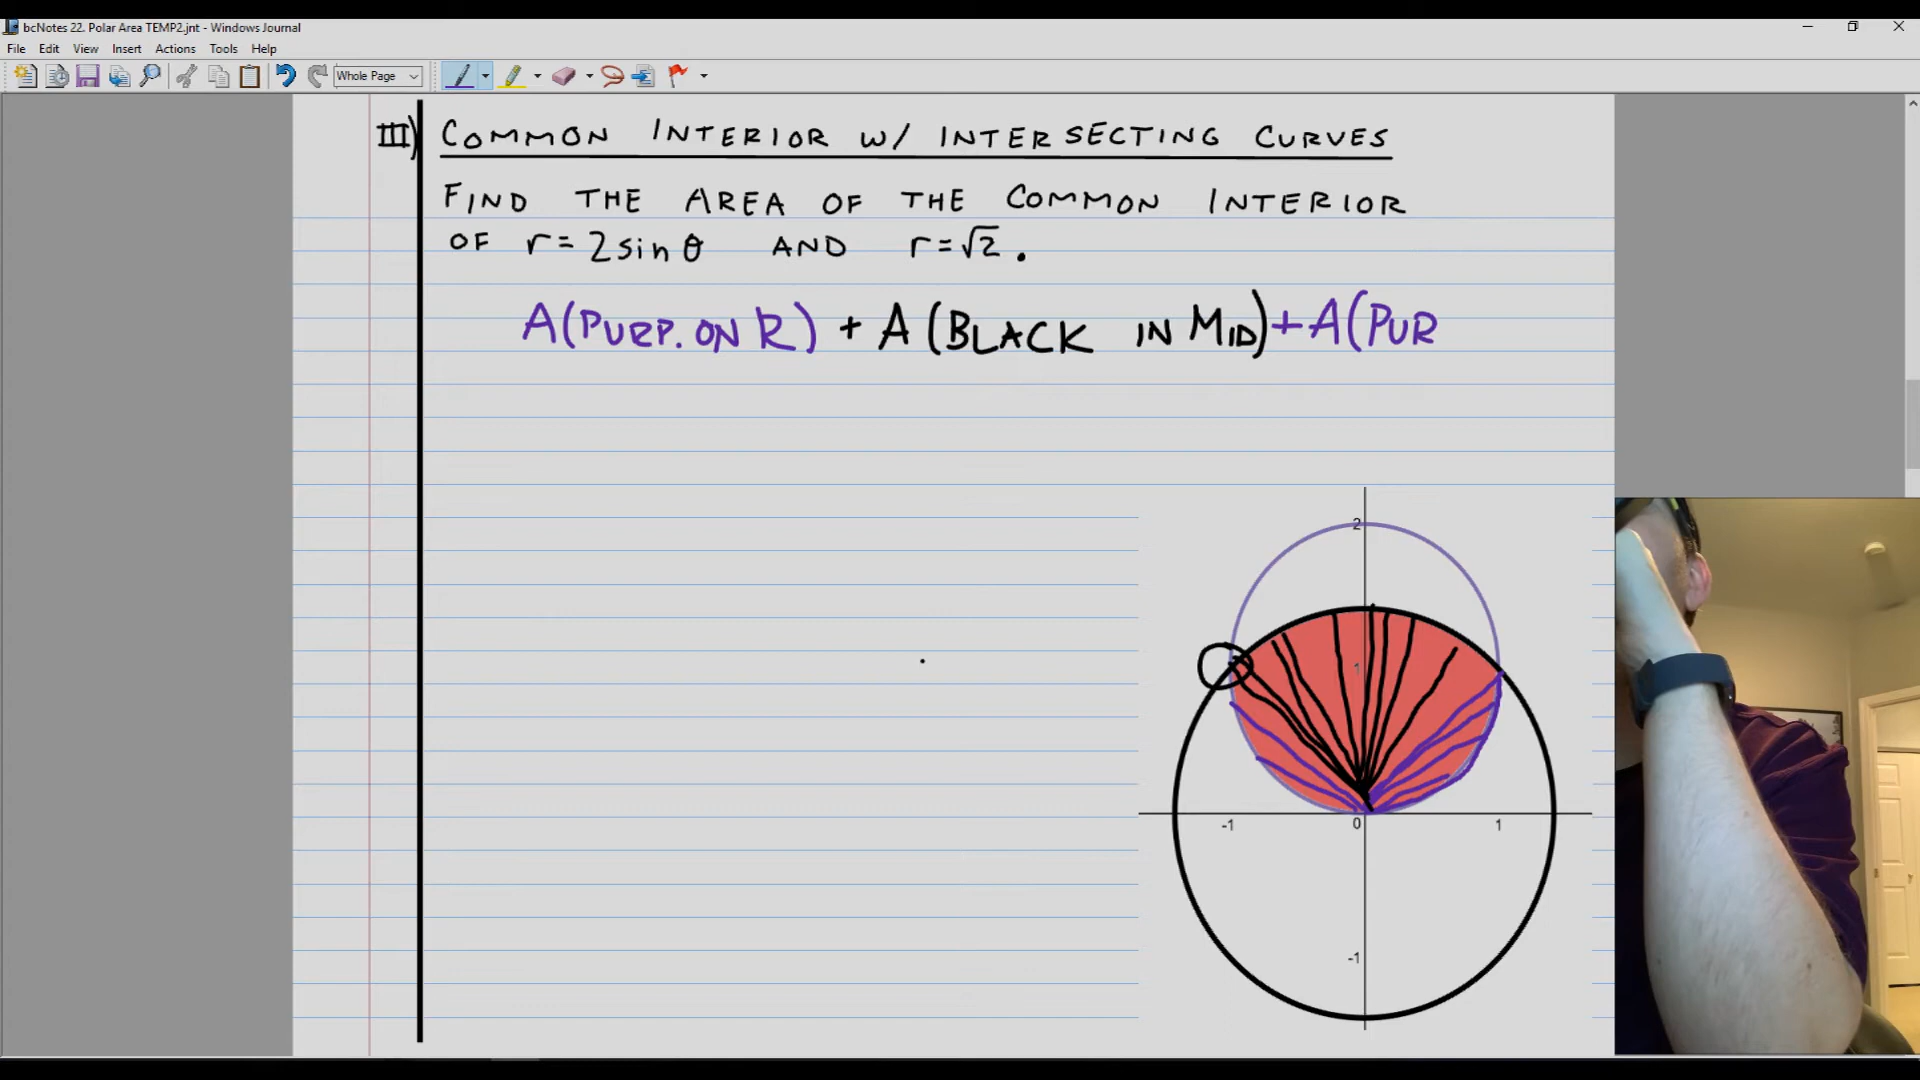 bcNotes 22. Polar Area TEMP2.jnt - Windows Journal
File Edit View Insert Actions Tools Help
Whole Page
III) COMMON INTERIOR W/ INTERSECTING CURVES
FIND THE AREA OF THE COMMON INTERIOR
OF r = 2 sin θ AND r = √2.
A(PURP. ON R) + A (BLACK IN MID) + A(PUR
2
1
-1
0
1
-1